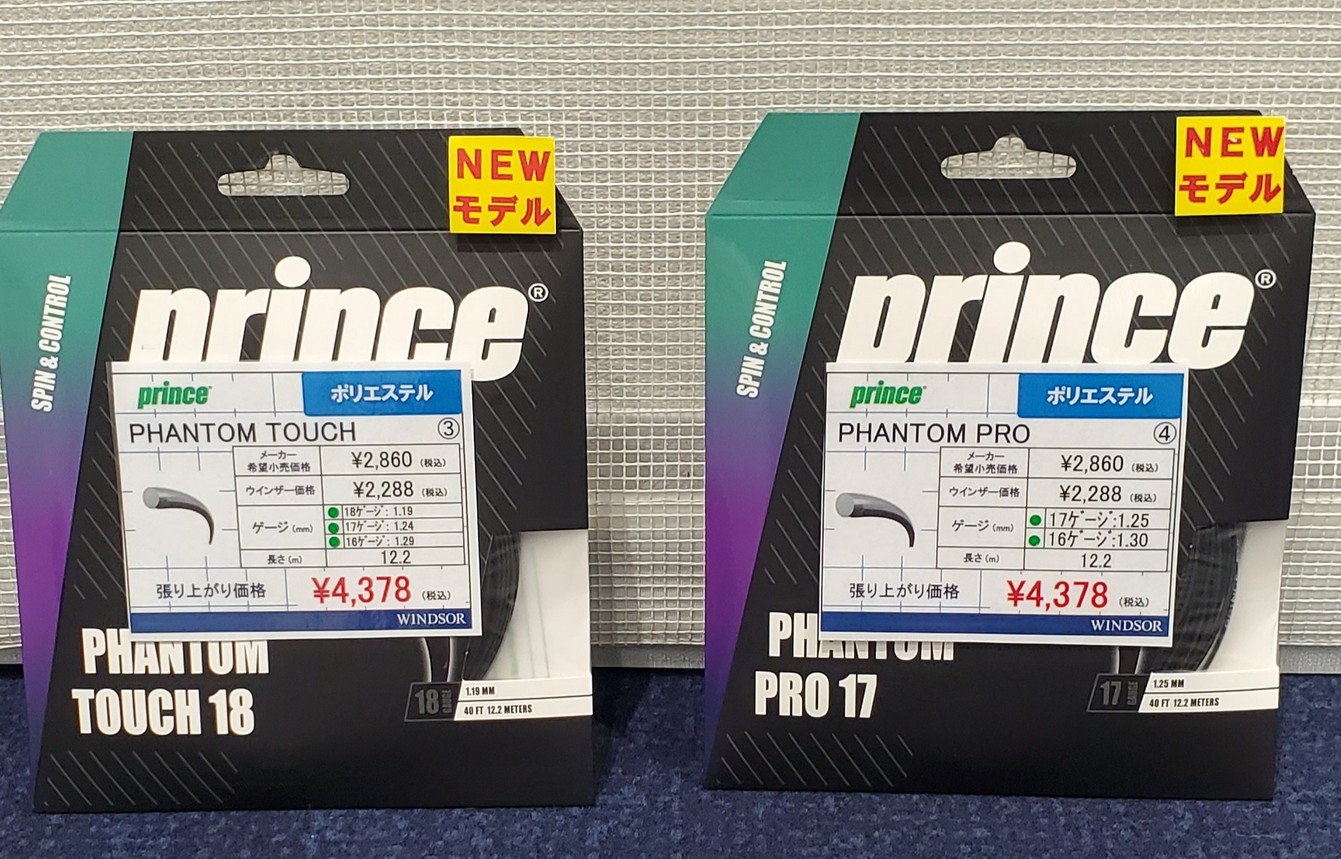 NEW
モデル
prince®
SPIN & CONTROL
prince
ポリエステル
PHANTOM TOUCH ③
メーカー
希望小売価格 ¥2,860 (税込)
ウインザー価格 ¥2,288 (税込)
ゲージ(mm)
18ゲージ: 1.19
17ゲージ: 1.24
16ゲージ: 1.29
長さ(m) 12.2
張り上がり価格 ¥4,378 (税込)
WINDSOR
PHANTOM
TOUCH 18
18 GAUGE
1.19 MM
40 FT 12.2 METERS
NEW
モデル
prince®
SPIN & CONTROL
prince
ポリエステル
PHANTOM PRO ④
メーカー
希望小売価格 ¥2,860 (税込)
ウインザー価格 ¥2,288 (税込)
ゲージ(mm)
17ゲージ:1.25
16ゲージ:1.30
長さ(m) 12.2
張り上がり価格 ¥4,378 (税込)
WINDSOR
PHANTOM
PRO 17
17 GAUGE
1.25 MM
40 FT 12.2 METERS